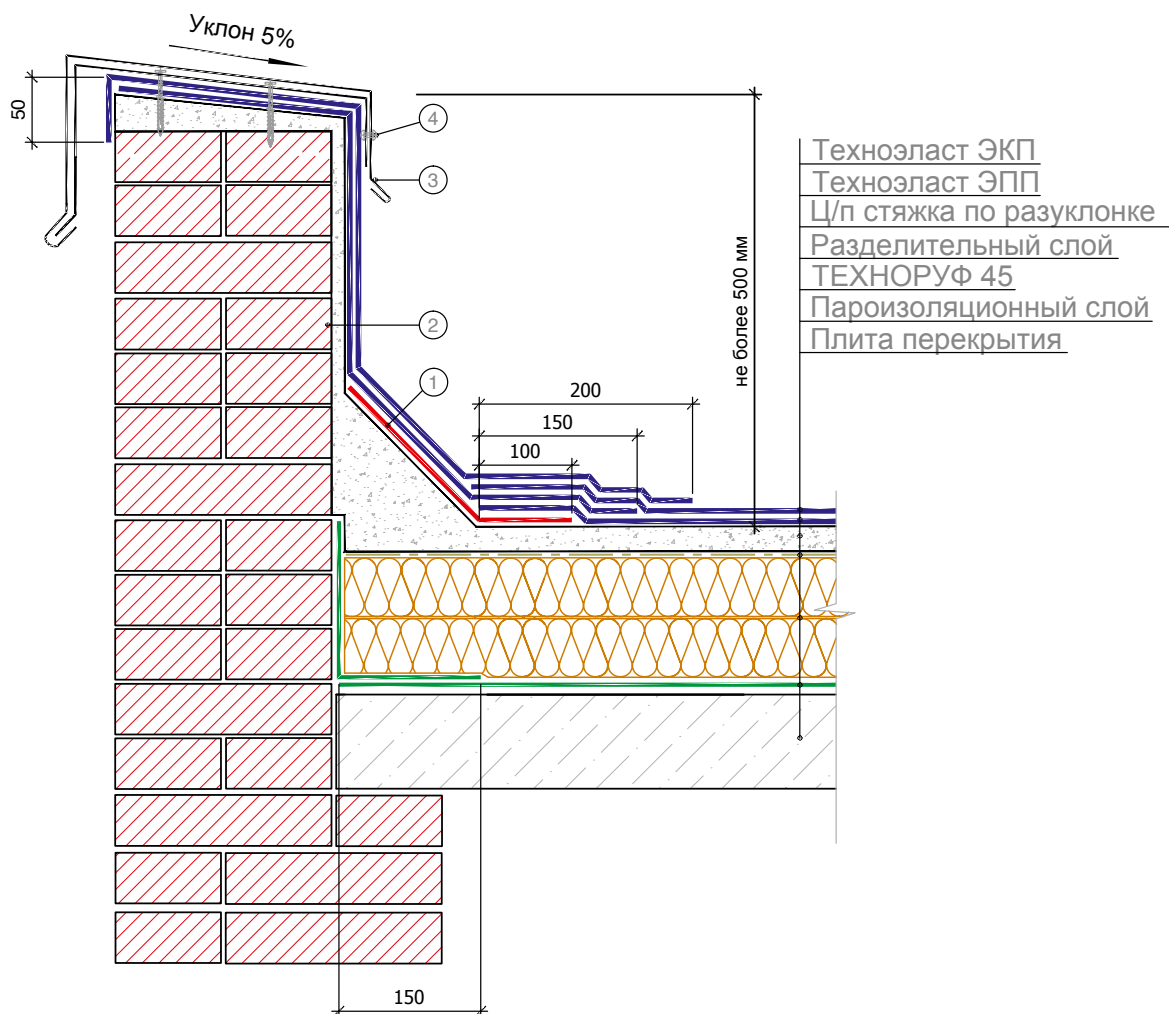 Уклон 5%
50
4
3
Техноэласт ЭКП
Техноэласт ЭПП
Ц/п стяжка по разуклонке
Разделительный слой
ТЕХНОРУФ 45
Пароизоляционный слой
Плита перекрытия
не более 500 мм
2
1
200
150
100
150